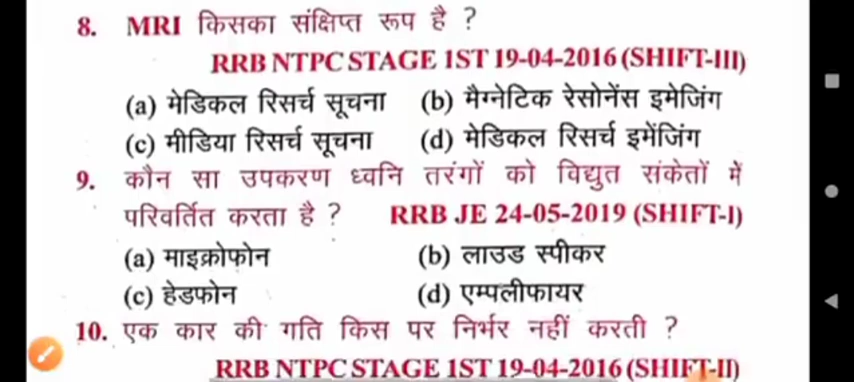 8. MRI किसका संक्षिप्त रूप है ?
RRB NTPC STAGE 1ST 19-04-2016 (SHIFT-III)
(a) मेडिकल रिसर्च सूचना (b) मैग्नेटिक रेसोनेंस इमेजिंग
(c) मीडिया रिसर्च सूचना (d) मेडिकल रिसर्च इमेंजिंग
9. कौन सा उपकरण ध्वनि तरंगों को विद्युत संकेतों में
परिवर्तित करता है ? RRB JE 24-05-2019 (SHIFT-I)
(a) माइक्रोफोन (b) लाउड स्पीकर
(c) हेडफोन (d) एम्पलीफायर
10. एक कार की गति किस पर निर्भर नहीं करती ?
RRB NTPC STAGE 1ST 19-04-2016 (SHIFT-II)